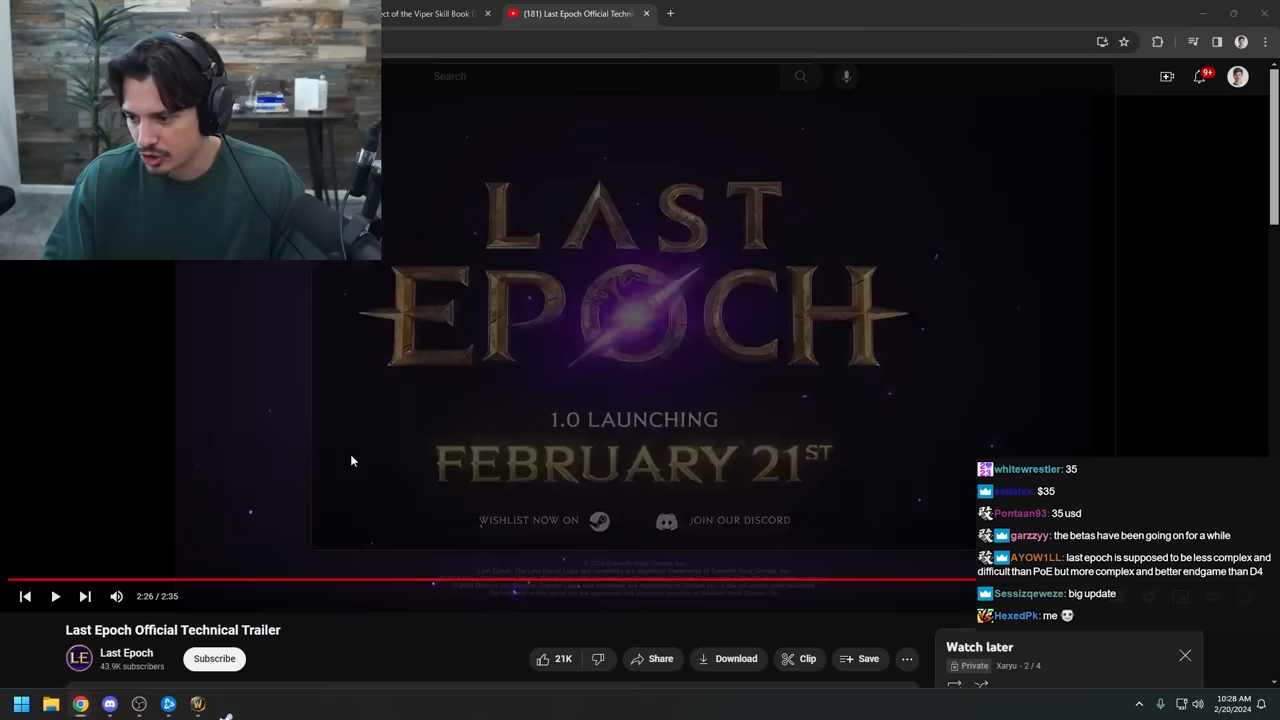 ect of the Viper Skill Book
(181) Last Epoch Official Techni
Search
9+
LAST
EPOCH
1.0 LAUNCHING
FEBRUARY 21ST
WISHLIST NOW ON
JOIN OUR DISCORD
whitewrestler: 35
$35
Pontaan93: 35 usd
garzzyy: the betas have been going on for a while
AYOW1LL: last epoch is supposed to be less complex and
difficult than PoE but more complex and better endgame than D4
Sessizqeweze: big update
HexedPk: me
2:26 / 2:35
Last Epoch Official Technical Trailer
LE
Last Epoch
43.9K subscribers
Subscribe
21K
Share
Download
Clip
Save
Watch later
Private
Xaryu - 2 / 4
10:28 AM
2/20/2024